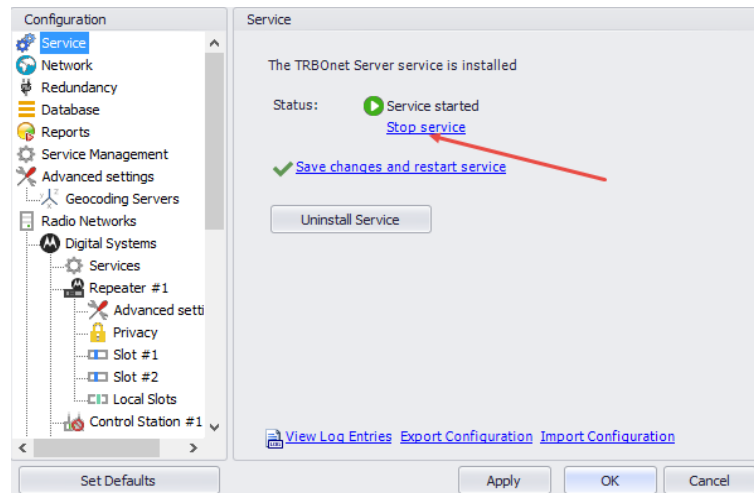 Configuration
Service
Network
Redundancy
Database
Reports
Service Management
Advanced settings
Geocoding Servers
Radio Networks
Digital Systems
Services
Repeater #1
Advanced setti
Privacy
Slot #1
Slot #2
Local Slots
Control Station #1
Set Defaults
Service
The TRBOnet Server service is installed
Status: Service started
Stop service
Save changes and restart service
Uninstall Service
View Log Entries Export Configuration Import Configuration
Apply OK Cancel